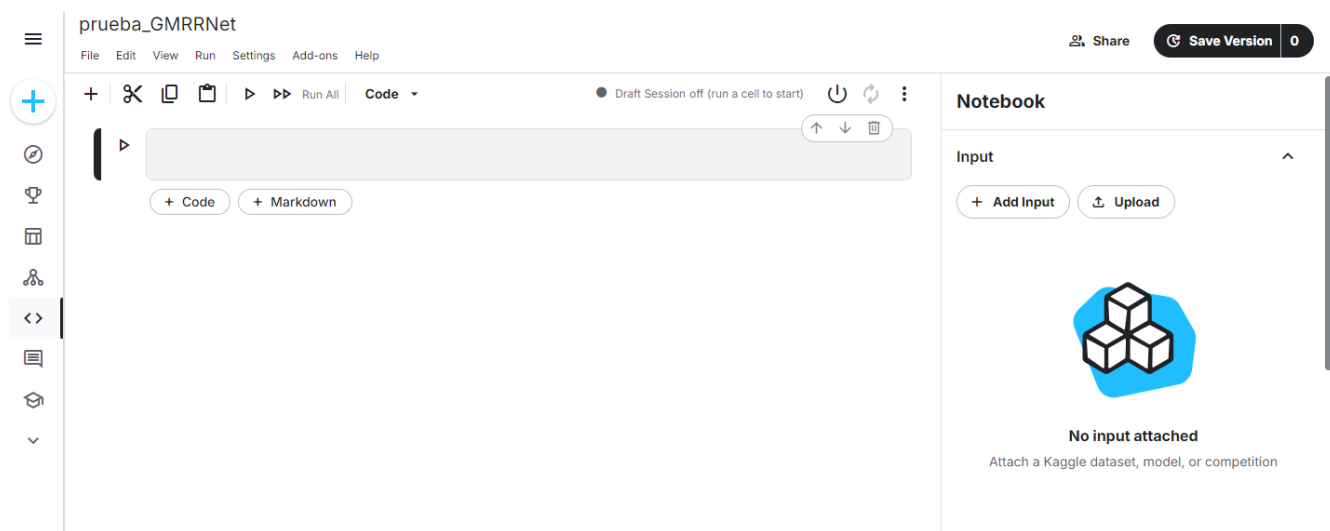 prueba_GMRRNet
File Edit View Run Settings Add-ons Help
Share
Save Version 0
Run All Code
Draft Session off (run a cell to start)
+ Code + Markdown
Notebook
Input
+ Add Input Upload
No input attached
Attach a Kaggle dataset, model, or competition